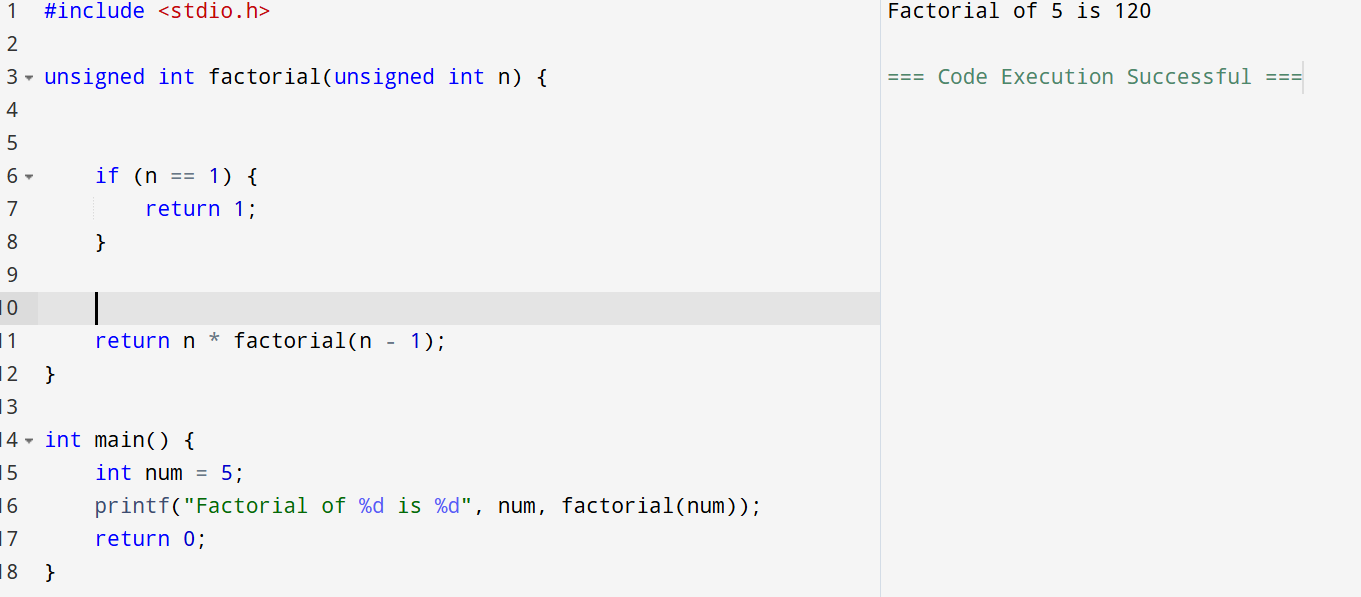 1 #include <stdio.h>
2
3 unsigned int factorial(unsigned int n) {
4
5
6     if (n == 1) {
7         return 1;
8     }
9
10
11     return n * factorial(n - 1);
12 }
13
14 int main() {
15     int num = 5;
16     printf("Factorial of %d is %d", num, factorial(num));
17     return 0;
18 }
Factorial of 5 is 120
=== Code Execution Successful ===